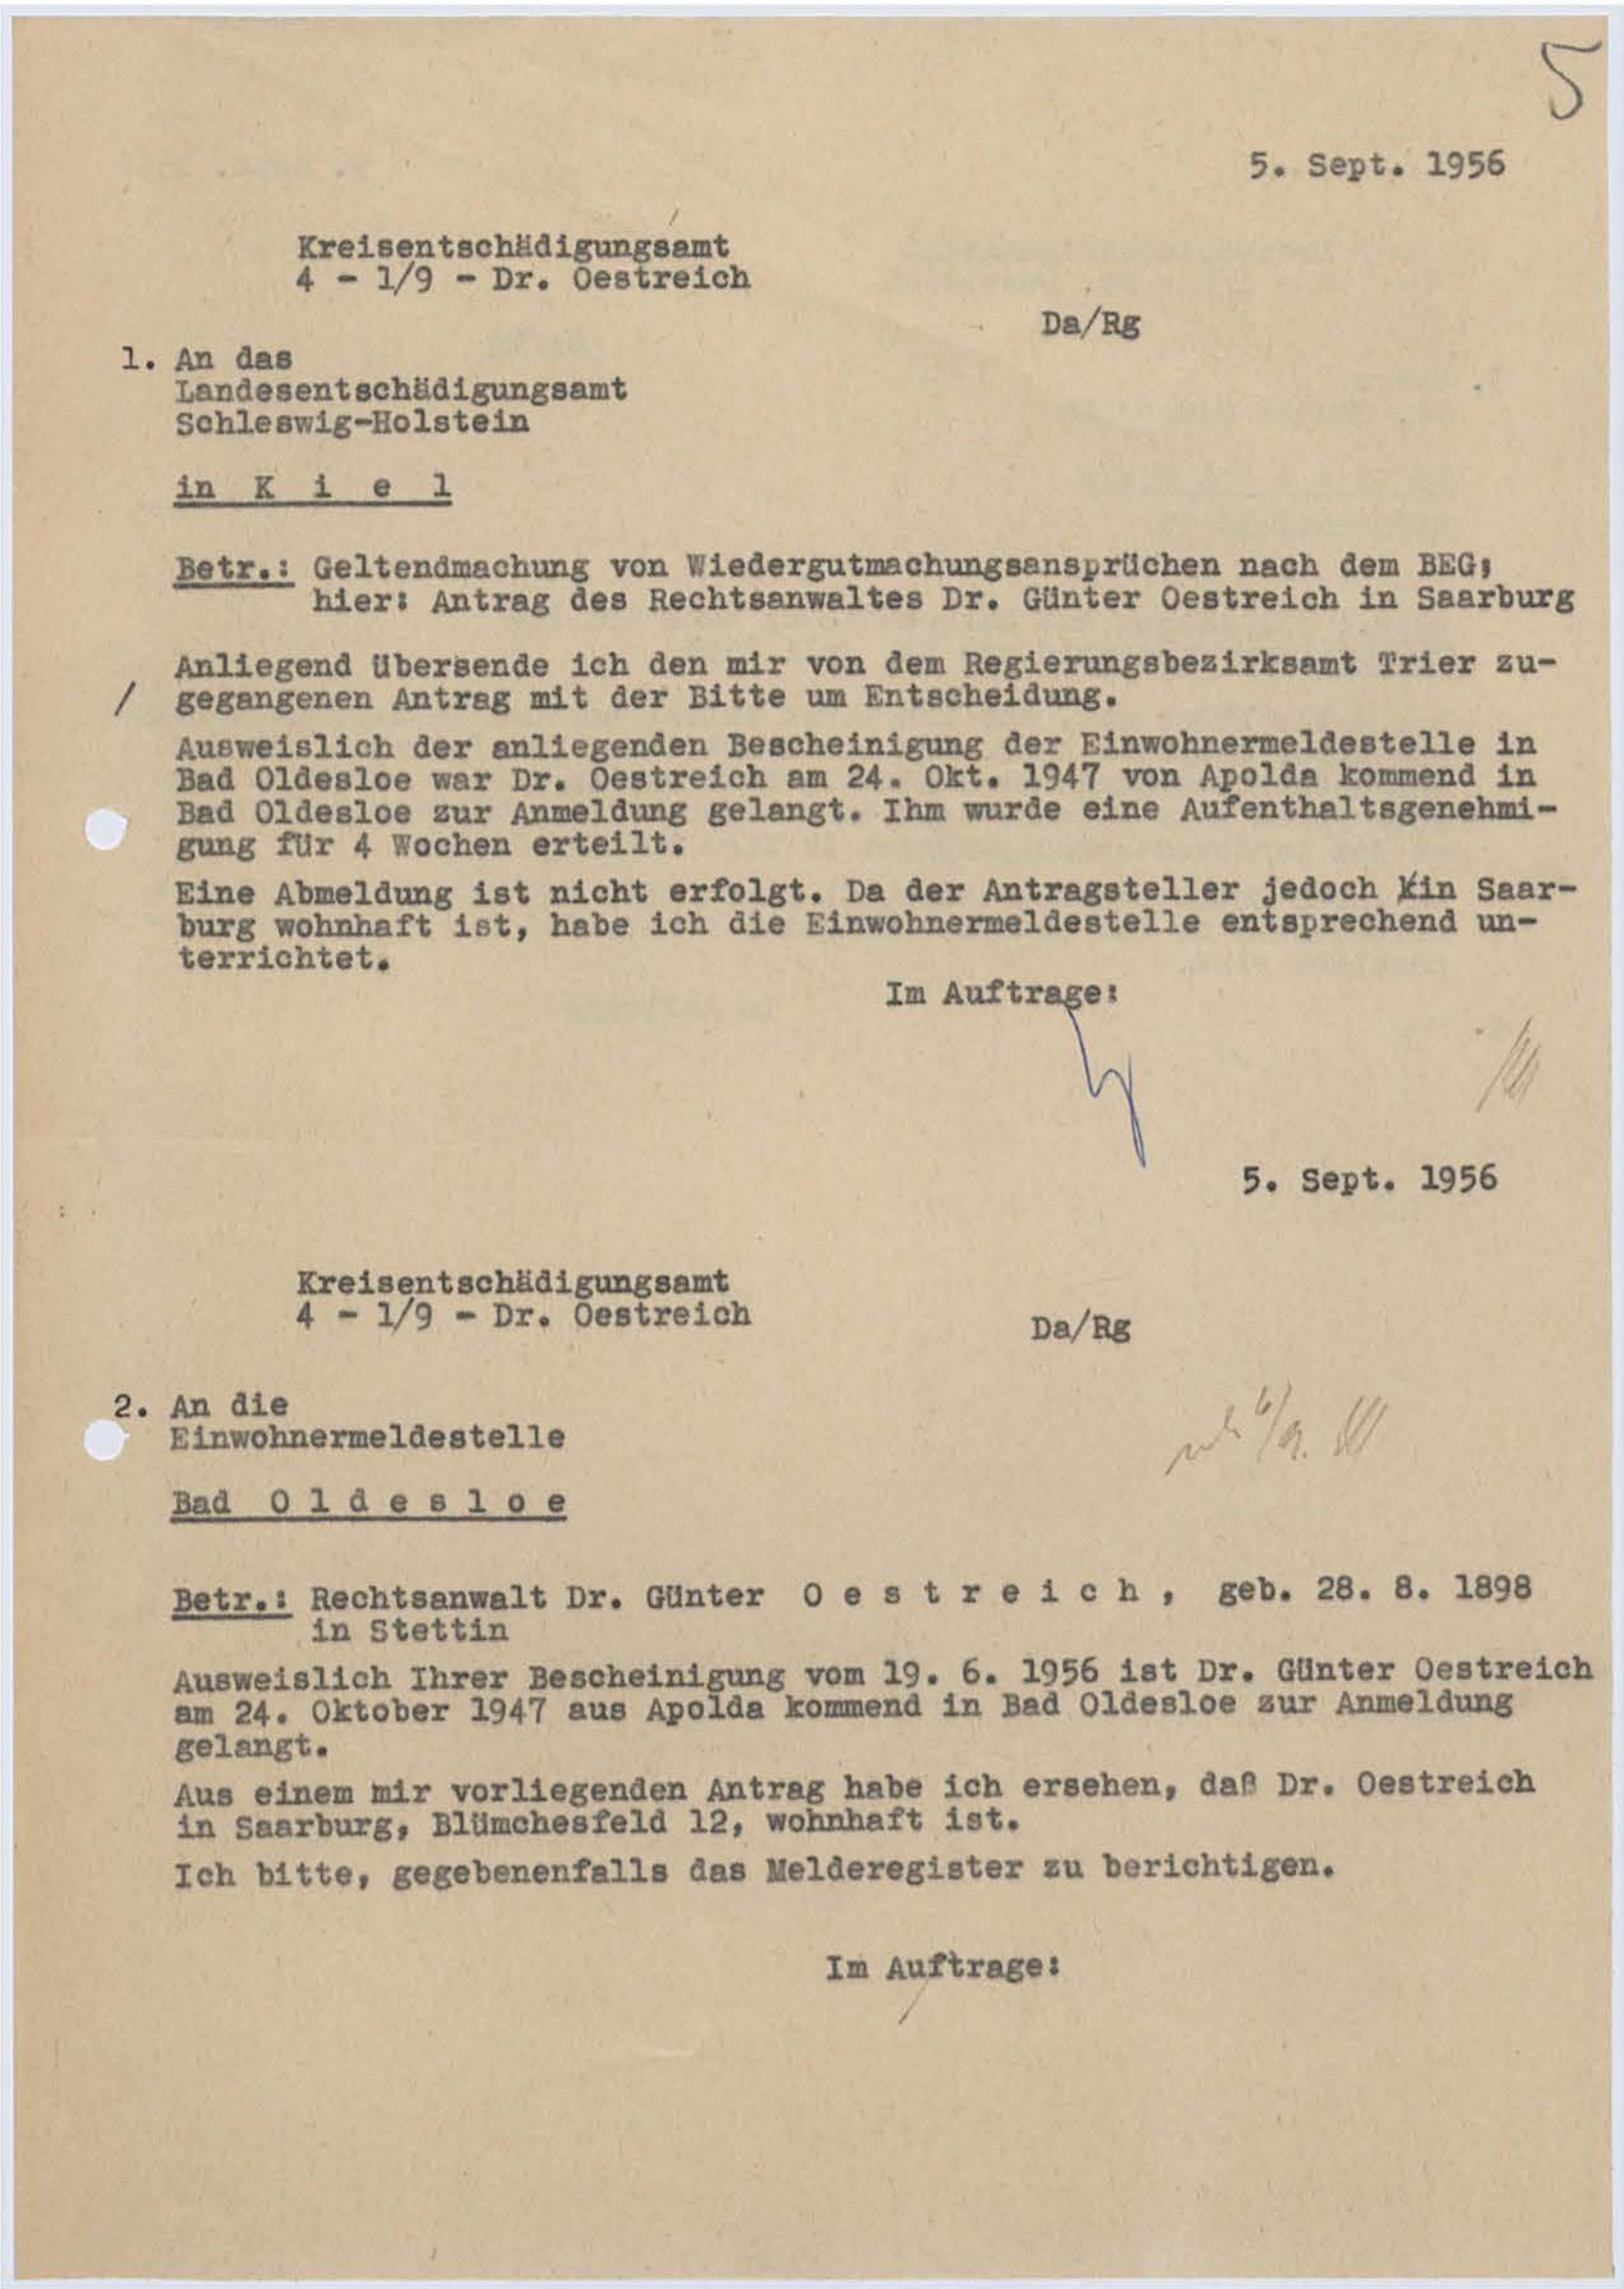 5
5. Sept. 1956
Kreisentschädigungsamt
4 - 1/9 - Dr. Oestreich
Da/Rg
1. An das
Landesentschädigungsamt
Schleswig-Holstein
in K i e l
Betr.: Geltendmachung von Wiedergutmachungsansprüchen nach dem BEG;
hier: Antrag des Rechtsanwaltes Dr. Günter Oestreich in Saarburg
Anliegend übersende ich den mir von dem Regierungsbezirksamt Trier zu-
/ gegangenen Antrag mit der Bitte um Entscheidung.
Ausweislich der anliegenden Bescheinigung der Einwohnermeldestelle in
Bad Oldesloe war Dr. Oestreich am 24. Okt. 1947 von Apolda kommend in
Bad Oldesloe zur Anmeldung gelangt. Ihm wurde eine Aufenthaltsgenehmi-
gung für 4 Wochen erteilt.
Eine Abmeldung ist nicht erfolgt. Da der Antragsteller jedoch in Saar-
burg wohnhaft ist, habe ich die Einwohnermeldestelle entsprechend un-
terrichtet.
Im Auftrage:
5. Sept. 1956
Kreisentschädigungsamt
4 - 1/9 - Dr. Oestreich
Da/Rg
2. An die
Einwohnermeldestelle
6/9.
Bad O l d e s l o e
Betr.: Rechtsanwalt Dr. Günter O e s t r e i c h , geb. 28. 8. 1898
in Stettin
Ausweislich Ihrer Bescheinigung vom 19. 6. 1956 ist Dr. Günter Oestreich
am 24. Oktober 1947 aus Apolda kommend in Bad Oldesloe zur Anmeldung
gelangt.
Aus einem mir vorliegenden Antrag habe ich ersehen, daß Dr. Oestreich
in Saarburg, Blümchesfeld 12, wohnhaft ist.
Ich bitte, gegebenenfalls das Melderegister zu berichtigen.
Im Auftrage: